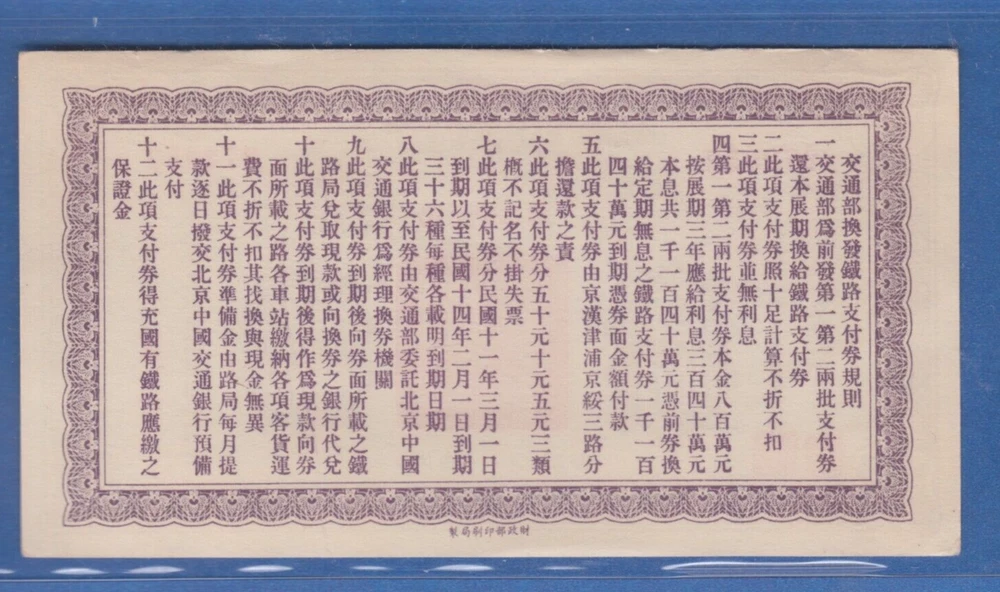 交通部換發鐵路支付券規則
一交通部爲前發第一第二兩批支付券
還本展期換給鐵路支付券
二此項支付券照十足計算不折不扣
三此項支付券並無利息
四第一第二兩批支付券本金八百萬元
按展期三年應給利息三百四十萬元
本息共一千一百四十萬元憑前券換
給定期無息之鐵路支付券一千一百
四十萬元到期憑券面金額付款
五此項支付券由京漢津浦京綏三路分
擔還款之責
六此項支付券分五十元十元五元三類
槪不記名不掛失票
七此項支付券分民國十一年三月一日
到期以至民國十四年二月一日到期
三十六種每種各載明到期日期
八此項支付券由交通部委託北京中國
交通銀行爲經理換券機關
九此項支付券到期後向券面所載之鐵
路局兌取現款或向換券之銀行代兌
十此項支付券到期後得作爲現款向券
面所載之路各車站繳納各項客貨運
費不折不扣其找換與現金無異
十一此項支付券準備金由路局每月提
款逐日撥交北京中國交通銀行預備
支付
十二此項支付券得充國有鐵路應繳之
保證金
財政部印刷局製